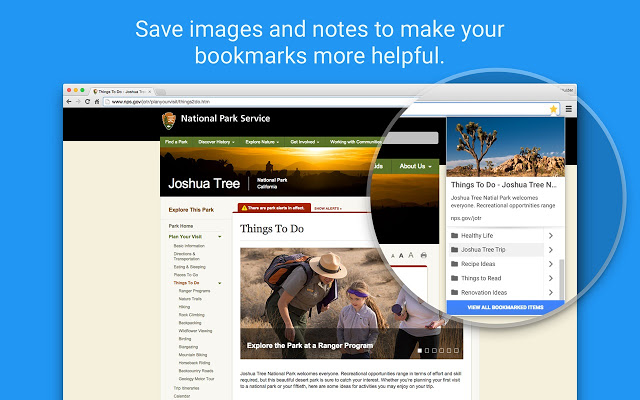 Save images and notes to make your
bookmarks more helpful.
Things To Do - Joshua Tree
www.nps.gov/jotr/planyourvisit/things2do.htm
National Park Service
Find a Park
Discover History
Explore Nature
Get Involved
Working with Communities
About Us
Joshua Tree
National Park
California
Explore This Park
There are park alerts in effect.
SHOW ALERTS
Park Home
Plan Your Visit
Basic Information
Directions &
Transportation
Eating & Sleeping
Places To Go
Things To Do
Ranger Programs
Nature Trails
Hiking
Rock Climbing
Backpacking
Wildflower Viewing
Birding
Stargazing
Mountain Biking
Horseback Riding
Backcountry Roads
Geology Motor Tour
Trip Itineraries
Calendar
Things To Do
A A A
Explore the Park at a Ranger Program
Joshua Tree National Park welcomes everyone. Recreational opportunities range in terms of effort and skill
required, but this beautiful desert park is sure to catch your interest. Whether you're planning your first visit
to a national park or your fiftieth, here are some ideas for activities you may enjoy on your trip.
Things To Do - Joshua Tree N...
Joshua Tree Natial Park welcomes
everyone. Recreational opportnities range
nps.gov/jotr
Healthy Life
Joshua Tree Trip
Recipe Ideas
Things to Read
Renovation Ideas
VIEW ALL BOOKMARKED ITEMS